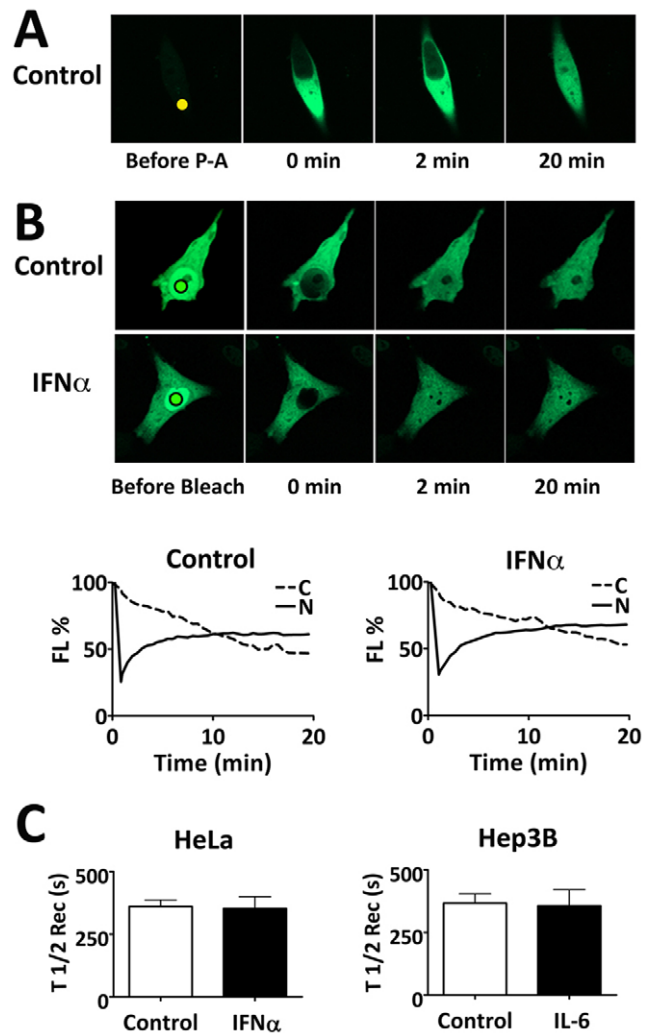 A
Control
Before P-A 0 min 2 min 20 min
B
Control
IFNα
Before Bleach 0 min 2 min 20 min
Control
100
50
0
FL %
C
N
0 10 20
Time (min)
IFNα
100
50
0
FL %
C
N
0 10 20
Time (min)
C
HeLa
500
250
0
T 1/2 Rec (s)
Control IFNα
Hep3B
500
250
0
T 1/2 Rec (s)
Control IL-6